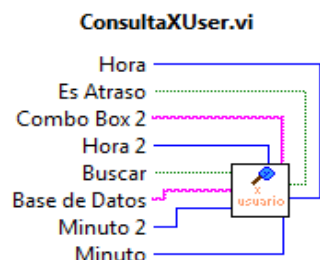 ConsultaXUser.vi
Hora
Es Atraso
Combo Box 2
Hora 2
Buscar
Base de Datos
Minuto 2
Minuto
x
usuario